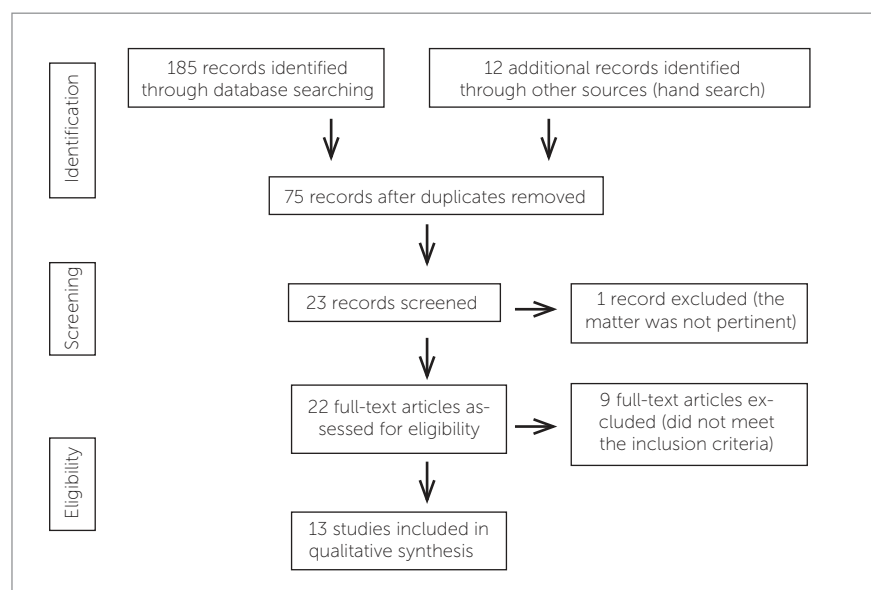 Identification
185 records identified
through database searching
12 additional records identified
through other sources (hand search)
75 records after duplicates removed
Screening
23 records screened
1 record excluded (the
matter was not pertinent)
Eligibility
22 full-text articles as-
sessed for eligibility
9 full-text articles ex-
cluded (did not meet
the inclusion criteria)
13 studies included in
qualitative synthesis